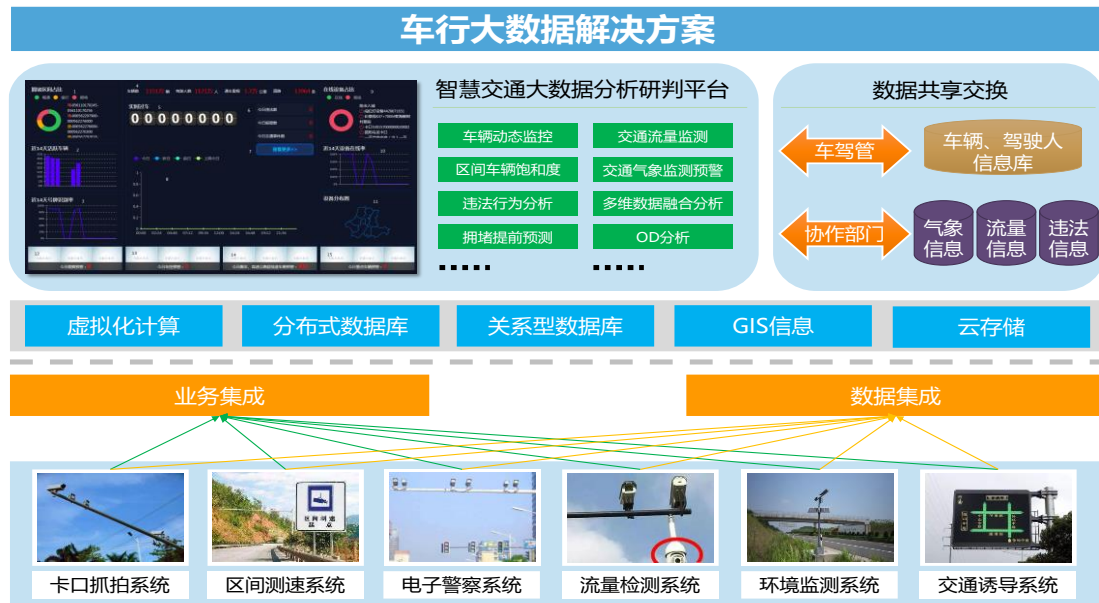 车行大数据解决方案
智慧交通大数据分析研判平台
车辆动态监控
交通流量监测
区间车辆饱和度
交通气象监测预警
违法行为分析
多维数据融合分析
拥堵提前预测
OD分析
.....
.....
数据共享交换
车驾管
车辆、驾驶人
信息库
协作部门
气象
信息
流量
信息
违法
信息
虚拟化计算
分布式数据库
关系型数据库
GIS信息
云存储
业务集成
数据集成
区间测速
起点
卡口抓拍系统
区间测速系统
电子警察系统
流量检测系统
环境监测系统
交通诱导系统